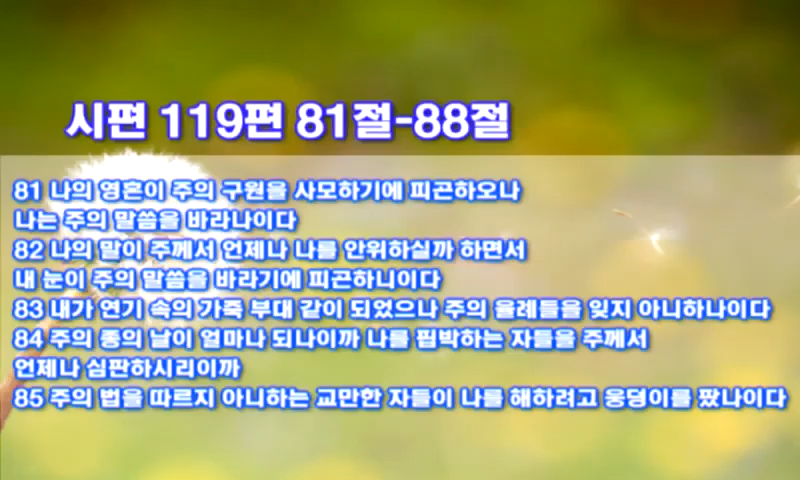 시편 119편 81절-88절
81 나의 영혼이 주의 구원을 사모하기에 피곤하오나
나는 주의 말씀을 바라나이다
82 나의 말이 주께서 언제나 나를 안위하실까 하면서
내 눈이 주의 말씀을 바라기에 피곤하니이다
83 내가 연기 속의 가죽 부대 같이 되었으나 주의 율례들을 잊지 아니하나이다
84 주의 종의 날이 얼마나 되나이까 나를 핍박하는 자들을 주께서
언제나 심판하시리이까
85 주의 법을 따르지 아니하는 교만한 자들이 나를 해하려고 웅덩이를 팠나이다